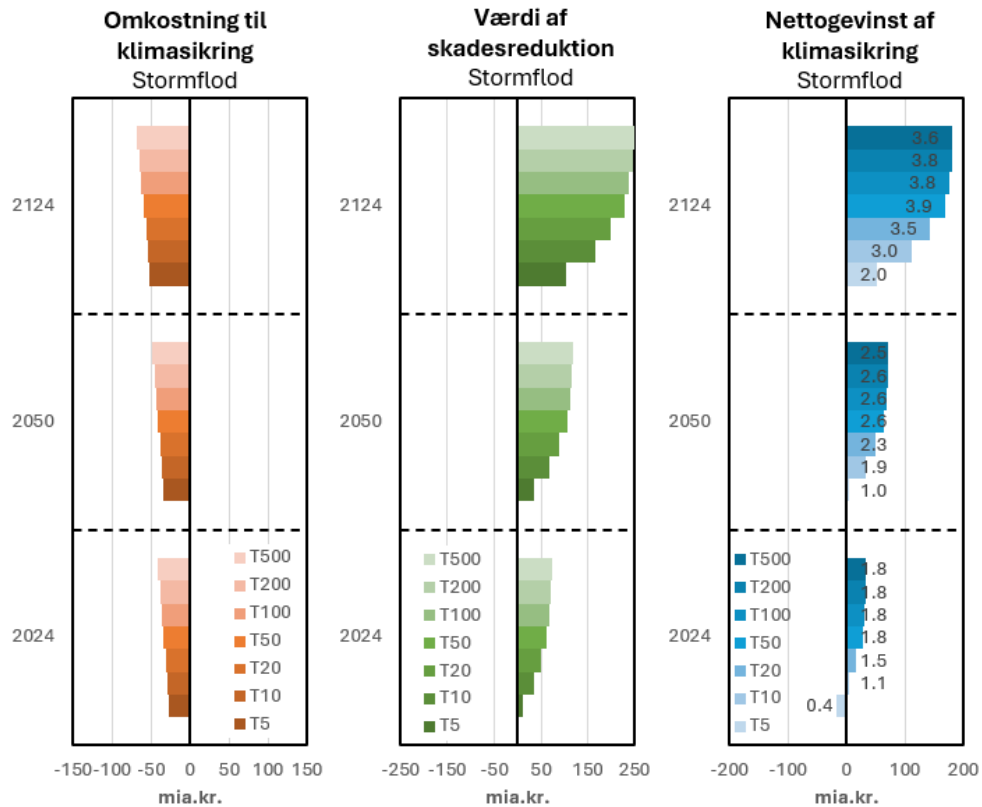 Omkostning til
klimasikring
Stormflod
2124
2050
2024
T500
T200
T100
T50
T20
T10
T5
-150 -100 -50 0 50 100 150
mia.kr.
Værdi af
skadesreduktion
Stormflod
2124
2050
2024
T500
T200
T100
T50
T20
T10
T5
-250 -150 -50 50 150 250
mia.kr.
Nettogevinst af
klimasikring
Stormflod
2124
3.6
3.8
3.8
3.9
3.5
3.0
2.0
2050
2.5
2.6
2.6
2.6
2.3
1.9
1.0
2024
1.8
1.8
1.8
1.8
1.5
1.1
0.4
T500
T200
T100
T50
T20
T10
T5
-200 -100 0 100 200
mia.kr.